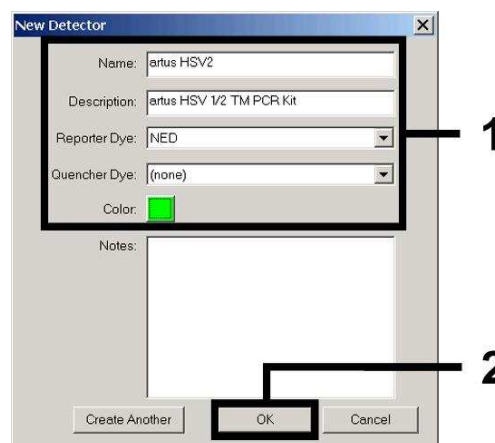 New Detector
Name: artus HSV2
Description: artus HSV 1/2 TM PCR Kit
Reporter Dye: NED
1
Quencher Dye: (none)
Color:
Notes:
2
Create Another OK Cancel